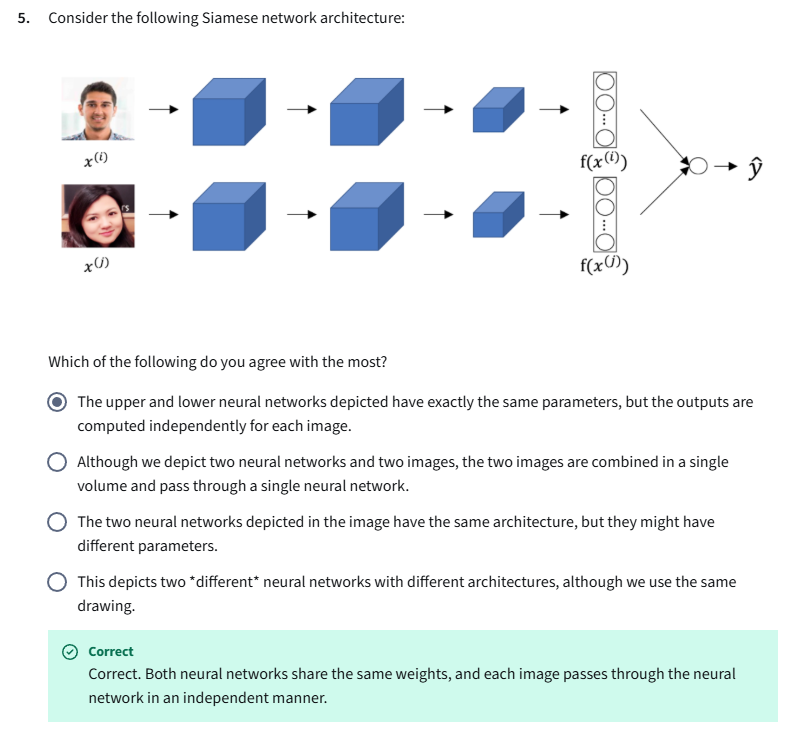 5. Consider the following Siamese network architecture:
x⁽ⁱ⁾
f(x⁽ⁱ⁾)
ŷ
x⁽ʲ⁾
f(x⁽ʲ⁾)
Which of the following do you agree with the most?
The upper and lower neural networks depicted have exactly the same parameters, but the outputs are
computed independently for each image.
Although we depict two neural networks and two images, the two images are combined in a single
volume and pass through a single neural network.
The two neural networks depicted in the image have the same architecture, but they might have
different parameters.
This depicts two *different* neural networks with different architectures, although we use the same
drawing.
Correct
Correct. Both neural networks share the same weights, and each image passes through the neural
network in an independent manner.